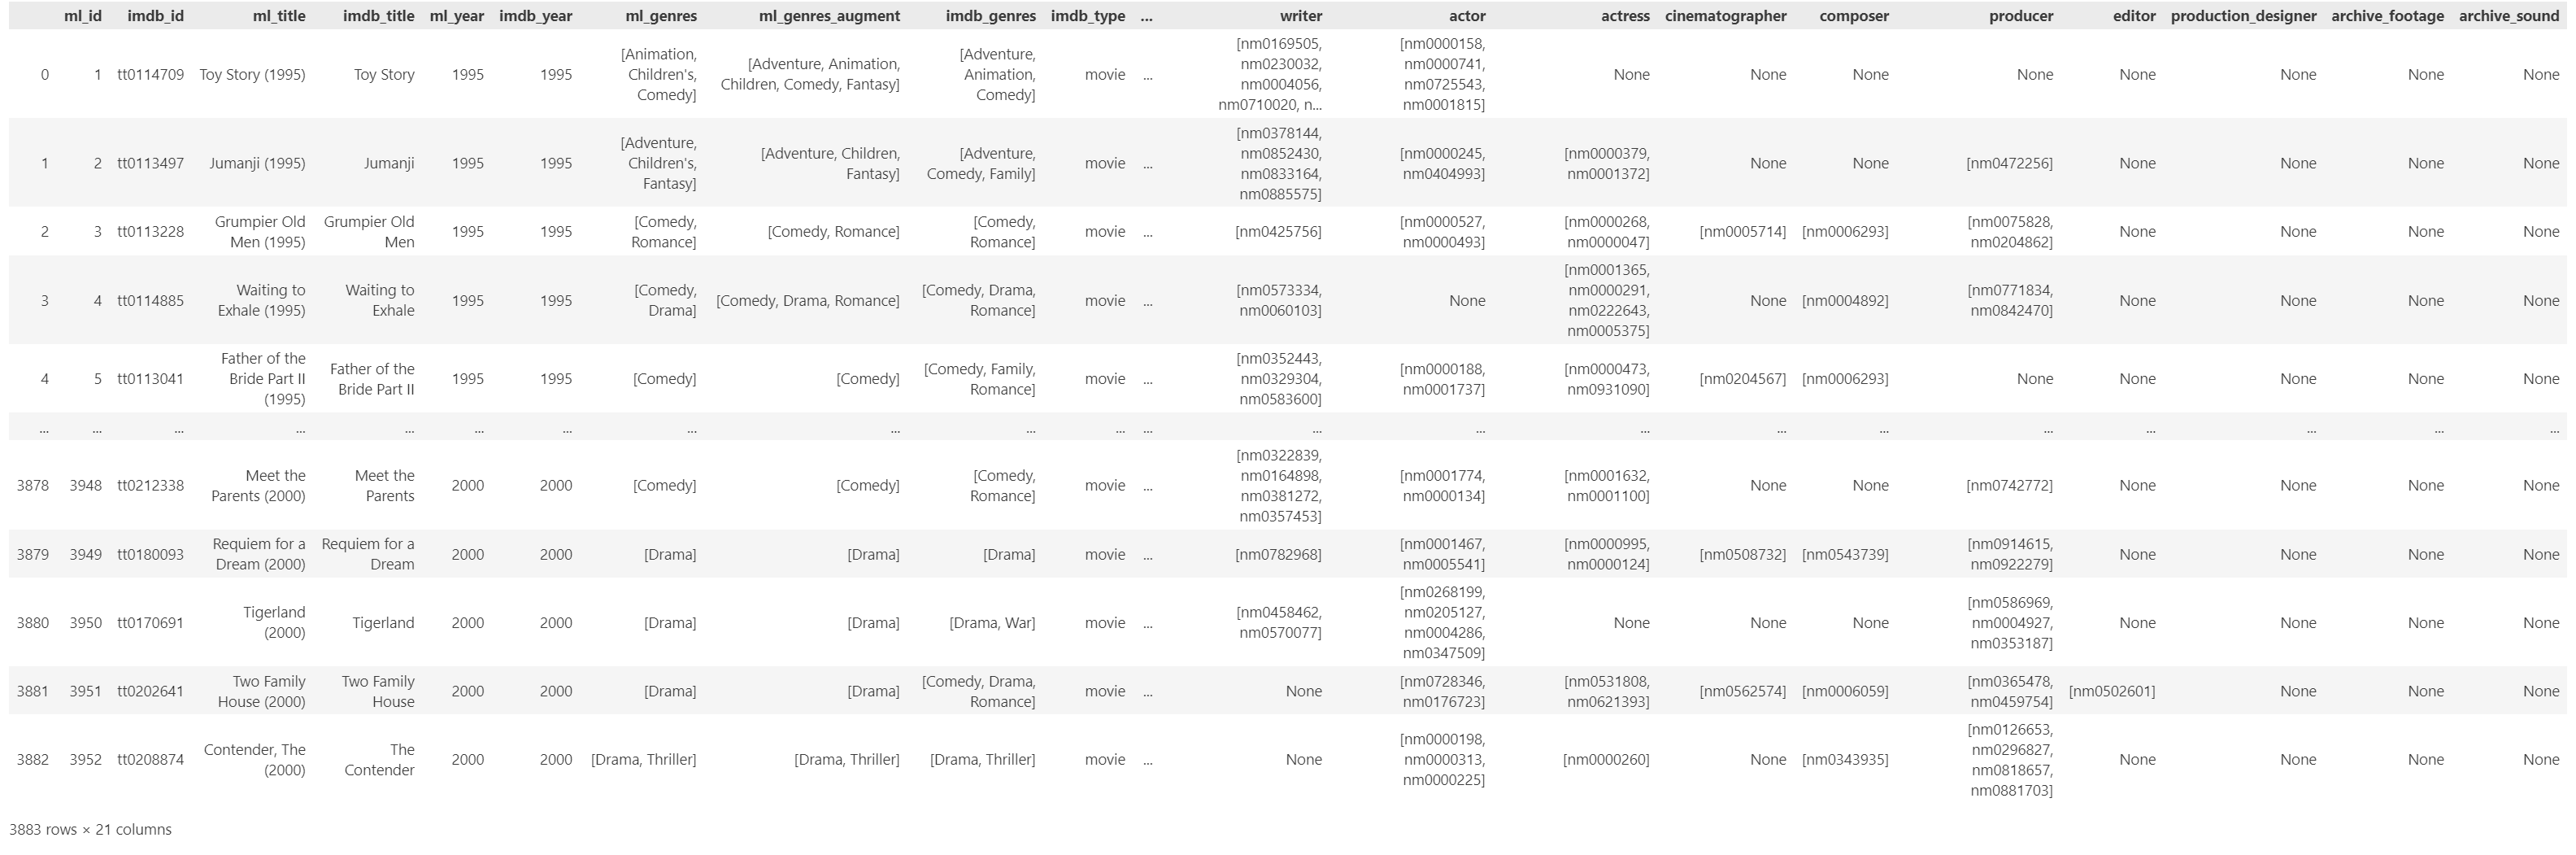 ml_id imdb_id ml_title imdb_title ml_year imdb_year ml_genres ml_genres_augment imdb_genres imdb_type ... writer actor actress cinematographer composer producer editor production_designer archive_footage archive_sound
0 1 tt0114709 Toy Story (1995) Toy Story 1995 1995 [Animation, Children's, Comedy] [Adventure, Animation, Children, Comedy, Fantasy] [Adventure, Animation, Comedy] movie ... [nm0169505, nm0230032, nm0004056, nm0710020, n... [nm0000158, nm0000741, nm0725543, nm0001815] None None None None None None None None
1 2 tt0113497 Jumanji (1995) Jumanji 1995 1995 [Adventure, Children's, Fantasy] [Adventure, Children, Fantasy] [Adventure, Comedy, Family] movie ... [nm0378144, nm0852430, nm0833164, nm0885575] [nm0000245, nm0404993] [nm0000379, nm0001372] None None [nm0472256] None None None None
2 3 tt0113228 Grumpier Old Men (1995) Grumpier Old Men 1995 1995 [Comedy, Romance] [Comedy, Romance] [Comedy, Romance] movie ... [nm0425756] [nm0000527, nm0000493] [nm0000268, nm0000047] [nm0005714] [nm0006293] [nm0075828, nm0204862] None None None None
3 4 tt0114885 Waiting to Exhale (1995) Waiting to Exhale 1995 1995 [Comedy, Drama] [Comedy, Drama, Romance] [Comedy, Drama, Romance] movie ... [nm0573334, nm0060103] None [nm0001365, nm0000291, nm0222643, nm0005375] None [nm0004892] [nm0771834, nm0842470] None None None None
4 5 tt0113041 Father of the Bride Part II (1995) Father of the Bride Part II 1995 1995 [Comedy] [Comedy] [Comedy, Family, Romance] movie ... [nm0352443, nm0329304, nm0583600] [nm0000188, nm0001737] [nm0000473, nm0931090] [nm0204567] [nm0006293] None None None None None
... ... ... ... ... ... ... ... ... ... ... ... ... ... ... ... ... ... ... ... ... ...
3878 3948 tt0212338 Meet the Parents (2000) Meet the Parents 2000 2000 [Comedy] [Comedy] [Comedy, Romance] movie ... [nm0322839, nm0164898, nm0381272, nm0357453] [nm0001774, nm0000134] [nm0001632, nm0001100] None None [nm0742772] None None None None
3879 3949 tt0180093 Requiem for a Dream (2000) Requiem for a Dream 2000 2000 [Drama] [Drama] [Drama] movie ... [nm0782968] [nm0001467, nm0005541] [nm0000995, nm0000124] [nm0508732] [nm0543739] [nm0914615, nm0922279] None None None None
3880 3950 tt0170691 Tigerland (2000) Tigerland 2000 2000 [Drama] [Drama] [Drama, War] movie ... [nm0458462, nm0570077] [nm0268199, nm0205127, nm0004286, nm0347509] None None None [nm0586969, nm0004927, nm0353187] None None None None
3881 3951 tt0202641 Two Family House (2000) Two Family House 2000 2000 [Drama] [Drama] [Comedy, Drama, Romance] movie ... None [nm0728346, nm0176723] [nm0531808, nm0621393] [nm0562574] [nm0006059] [nm0365478, nm0459754] [nm0502601] None None None
3882 3952 tt0208874 Contender, The (2000) The Contender 2000 2000 [Drama, Thriller] [Drama, Thriller] [Drama, Thriller] movie ... None [nm0000198, nm0000313, nm0000225] [nm0000260] None [nm0343935] [nm0126653, nm0296827, nm0818657, nm0881703] None None None None
3883 rows × 21 columns